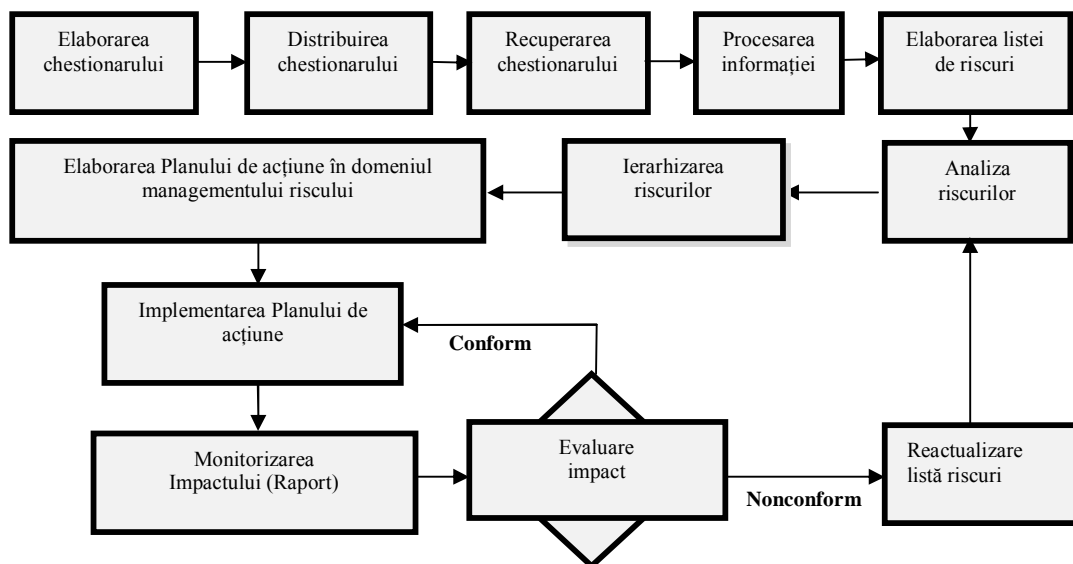 Elaborarea
chestionarului
Distribuirea
chestionarului
Recuperarea
chestionarului
Procesarea
informației
Elaborarea listei
de riscuri
Elaborarea Planului de acțiune în domeniul
managementului riscului
Ierarhizarea
riscurilor
Analiza
riscurilor
Implementarea Planului de
acțiune
Conform
Monitorizarea
Impactului (Raport)
Evaluare
impact
Nonconform
Reactualizare
listă riscuri